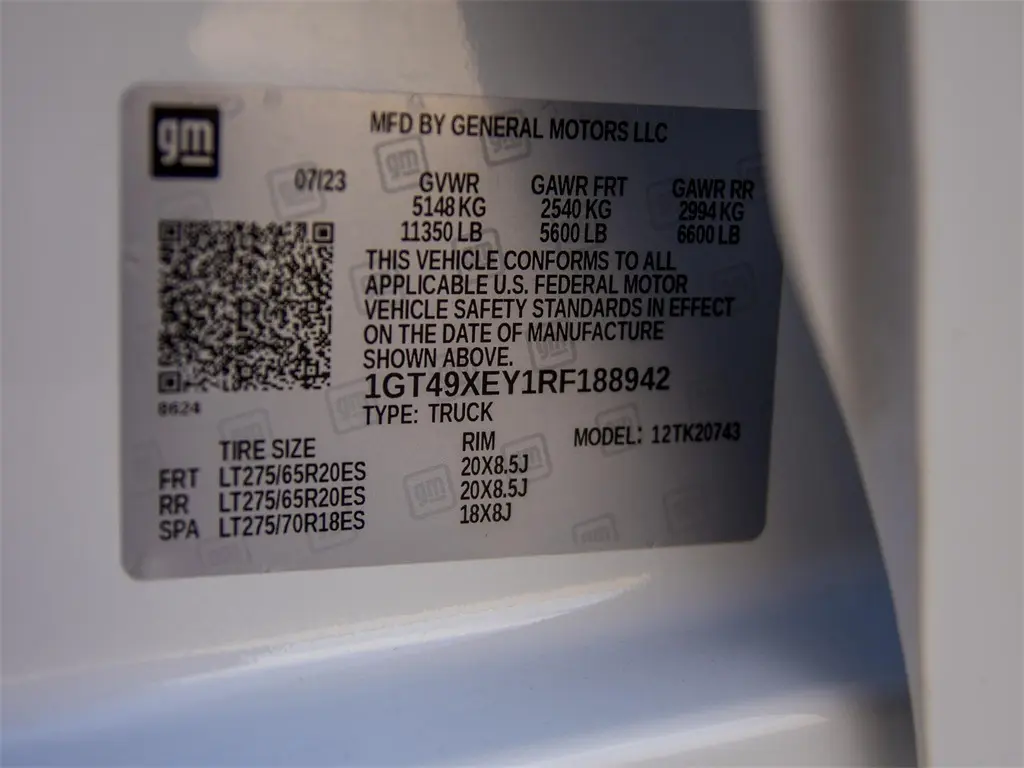 gm
MFD BY GENERAL MOTORS LLC
07/23 GVWR GAWR FRT GAWR RR
5148 KG 2540 KG 2994 KG
11350 LB 5600 LB 6600 LB
THIS VEHICLE CONFORMS TO ALL
APPLICABLE U.S. FEDERAL MOTOR
VEHICLE SAFETY STANDARDS IN EFFECT
ON THE DATE OF MANUFACTURE
SHOWN ABOVE.
1GT49XEY1RF188942
8624
TYPE: TRUCK
TIRE SIZE RIM MODEL: 12TK20743
FRT LT275/65R20ES 20X8.5J
RR LT275/65R20ES 20X8.5J
SPA LT275/70R18ES 18X8J